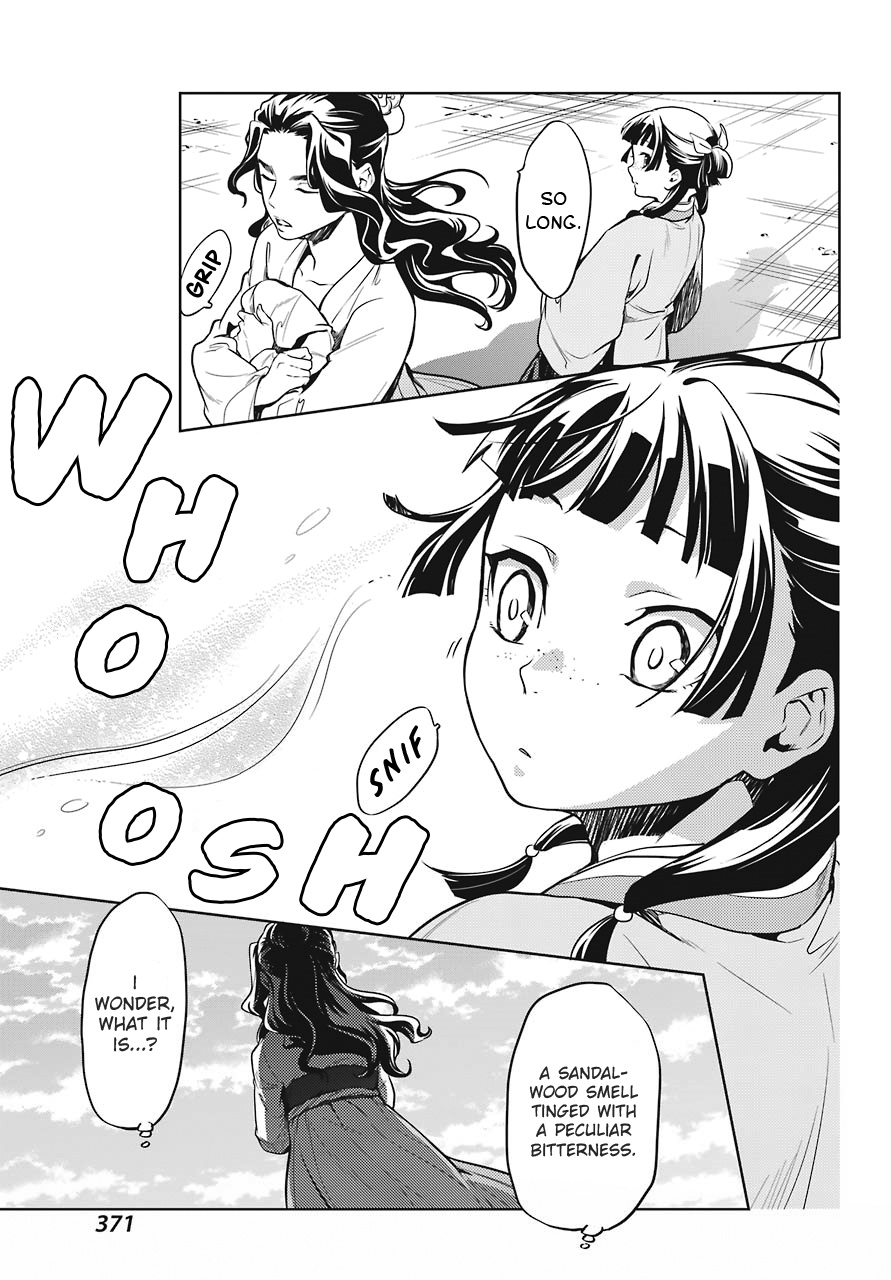 SO
LONG.
GRIP
WHOOSH
SNIF
A SANDAL-
WOOD SMELL
TINGED WITH
A PECULIAR
BITTERNESS.
I
WONDER,
WHAT IT
IS...?
371